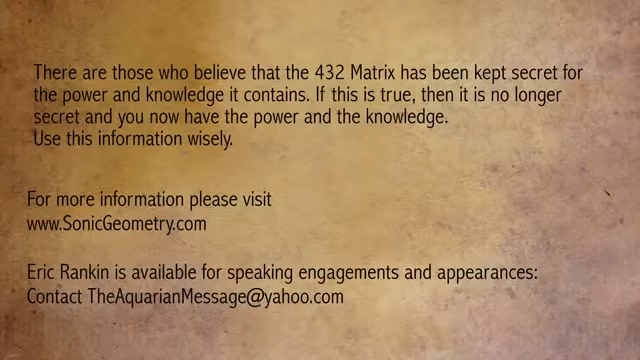 There are those who believe that the 432 Matrix has been kept secret for
the power and knowledge it contains. If this is true, then it is no longer
secret and you now have the power and the knowledge.
Use this information wisely.
For more information please visit
www.SonicGeometry.com
Eric Rankin is available for speaking engagements and appearances:
Contact TheAquarianMessage@yahoo.com